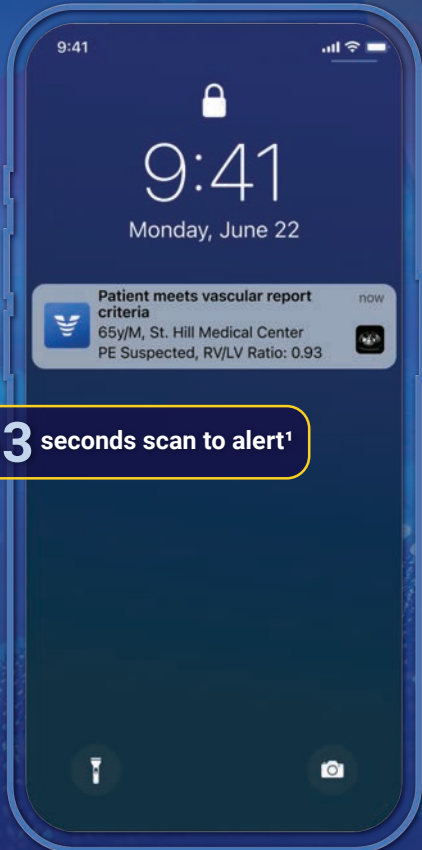 9:41
9:41
Monday, June 22
Patient meets vascular report now
criteria
65y/M, St. Hill Medical Center
PE Suspected, RV/LV Ratio: 0.93
3 seconds scan to alert¹